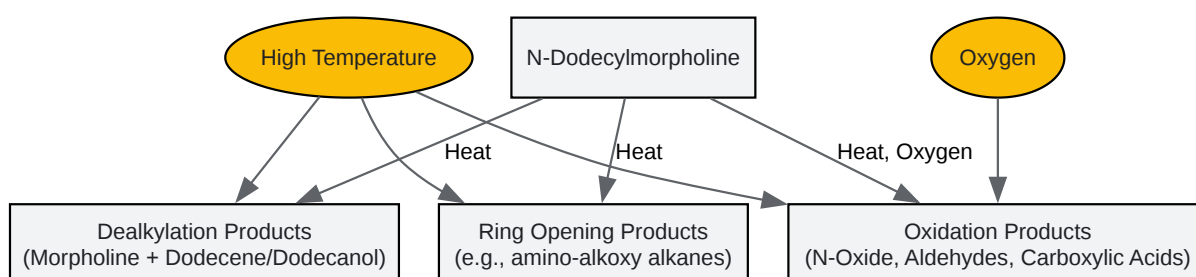 High Temperature
N-Dodecylmorpholine
Oxygen
Heat
Heat
Heat, Oxygen
Dealkylation Products
(Morpholine + Dodecene/Dodecanol)
Ring Opening Products
(e.g., amino-alkoxy alkanes)
Oxidation Products
(N-Oxide, Aldehydes, Carboxylic Acids)